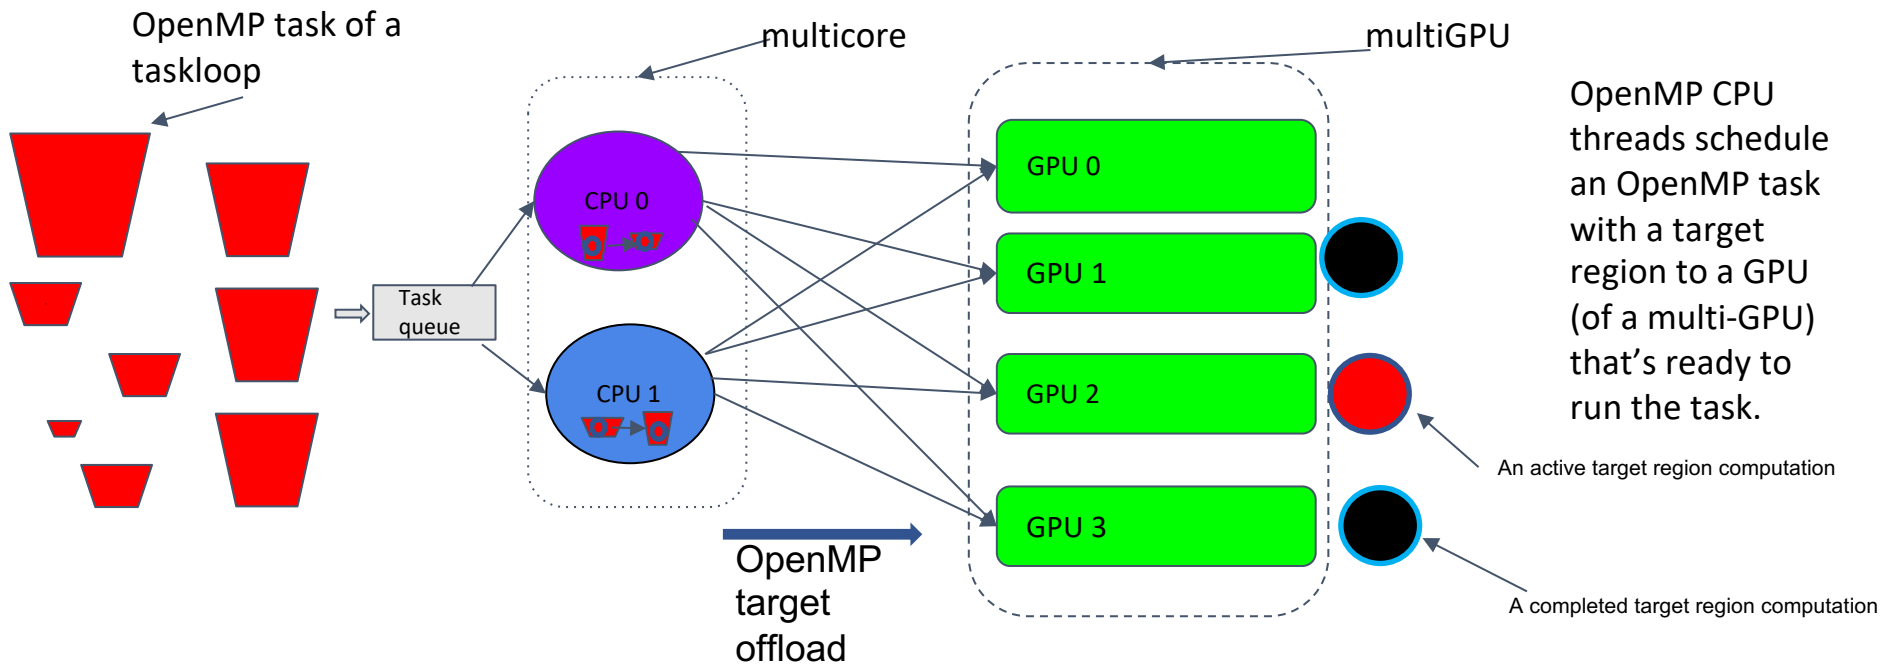 OpenMP task of a
taskloop
multicore
multiGPU
Task
queue
CPU 0
CPU 1
GPU 0
GPU 1
GPU 2
GPU 3
OpenMP
target
offload
OpenMP CPU
threads schedule
an OpenMP task
with a target
region to a GPU
(of a multi-GPU)
that’s ready to
run the task.
An active target region computation
A completed target region computation